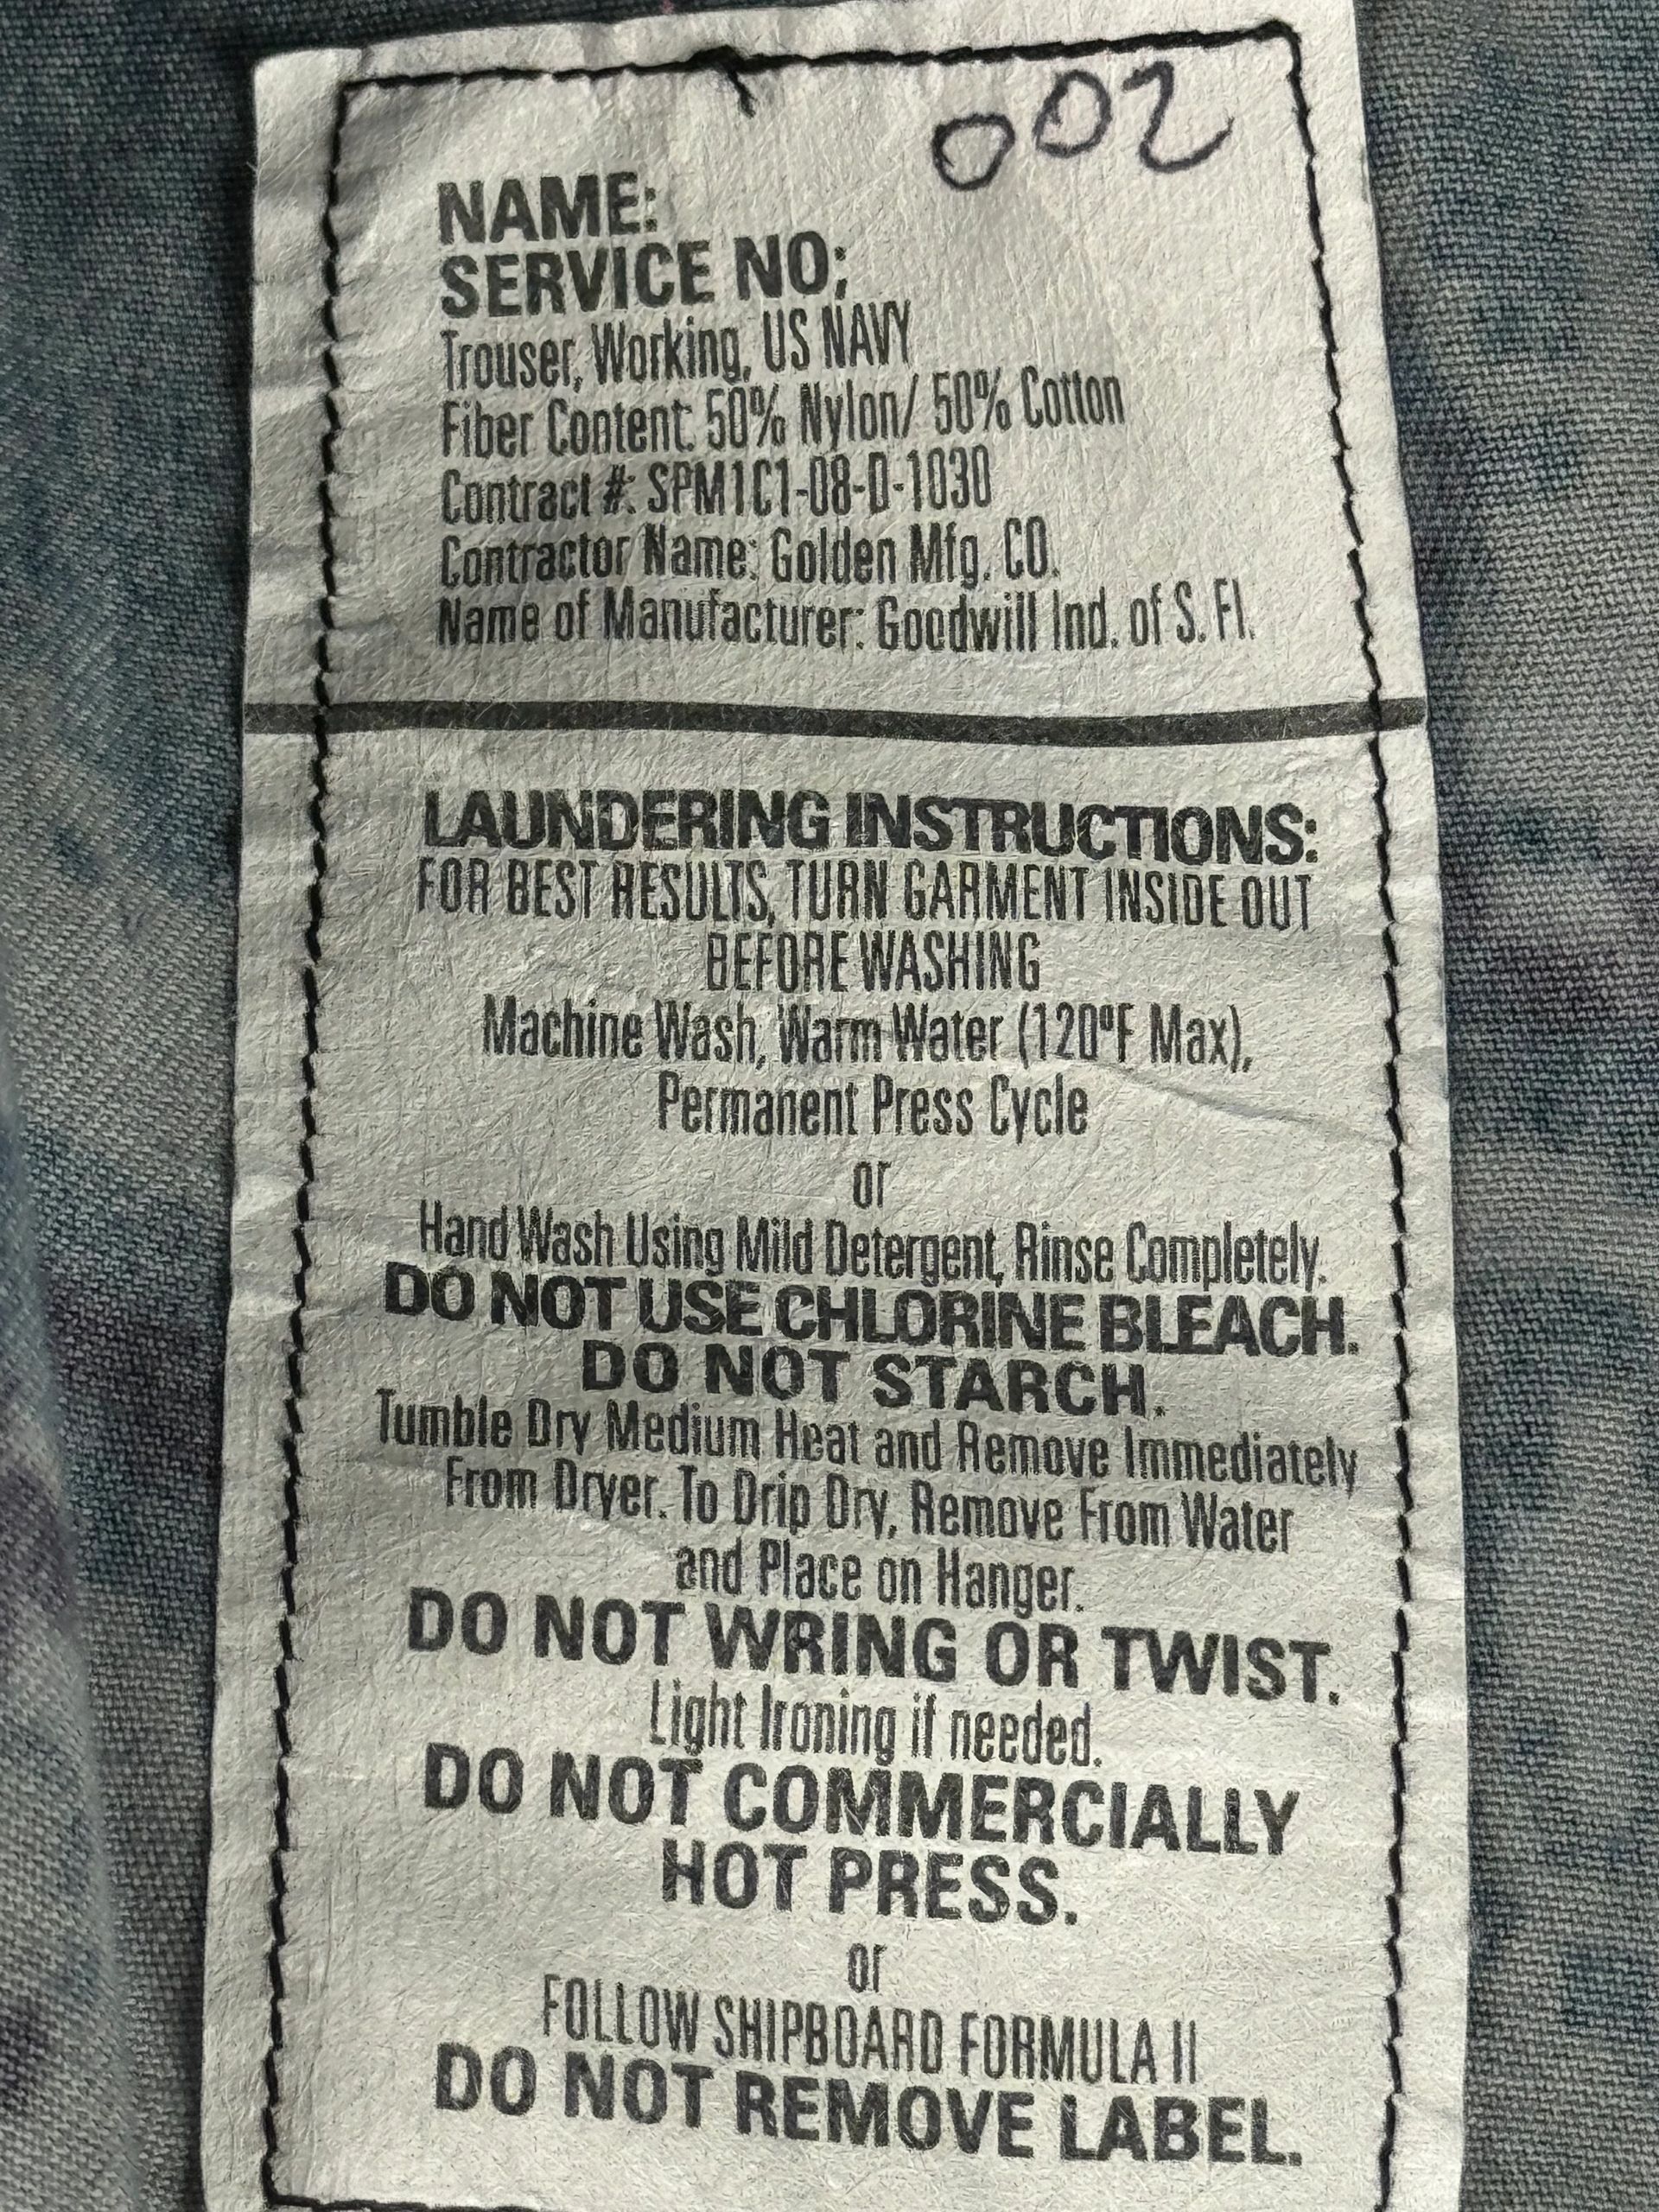 002
NAME:
SERVICE NO;
Trouser, Working, US NAVY
Fiber Content: 50% Nylon/ 50% Cotton
Contract #: SPM1C1-08-D-1030
Contractor Name: Golden Mfg. CO.
Name of Manufacturer: Goodwill Ind. of S. Fl.
LAUNDERING INSTRUCTIONS:
FOR BEST RESULTS, TURN GARMENT INSIDE OUT
BEFORE WASHING
Machine Wash, Warm Water (120ºF Max),
Permanent Press Cycle
or
Hand Wash Using Mild Detergent, Rinse Completely.
DO NOT USE CHLORINE BLEACH.
DO NOT STARCH.
Tumble Dry Medium Heat and Remove Immediately
From Dryer. To Drip Dry, Remove From Water
and Place on Hanger.
DO NOT WRING OR TWIST.
Light Ironing if needed.
DO NOT COMMERCIALLY
HOT PRESS.
or
FOLLOW SHIPBOARD FORMULA II
DO NOT REMOVE LABEL.